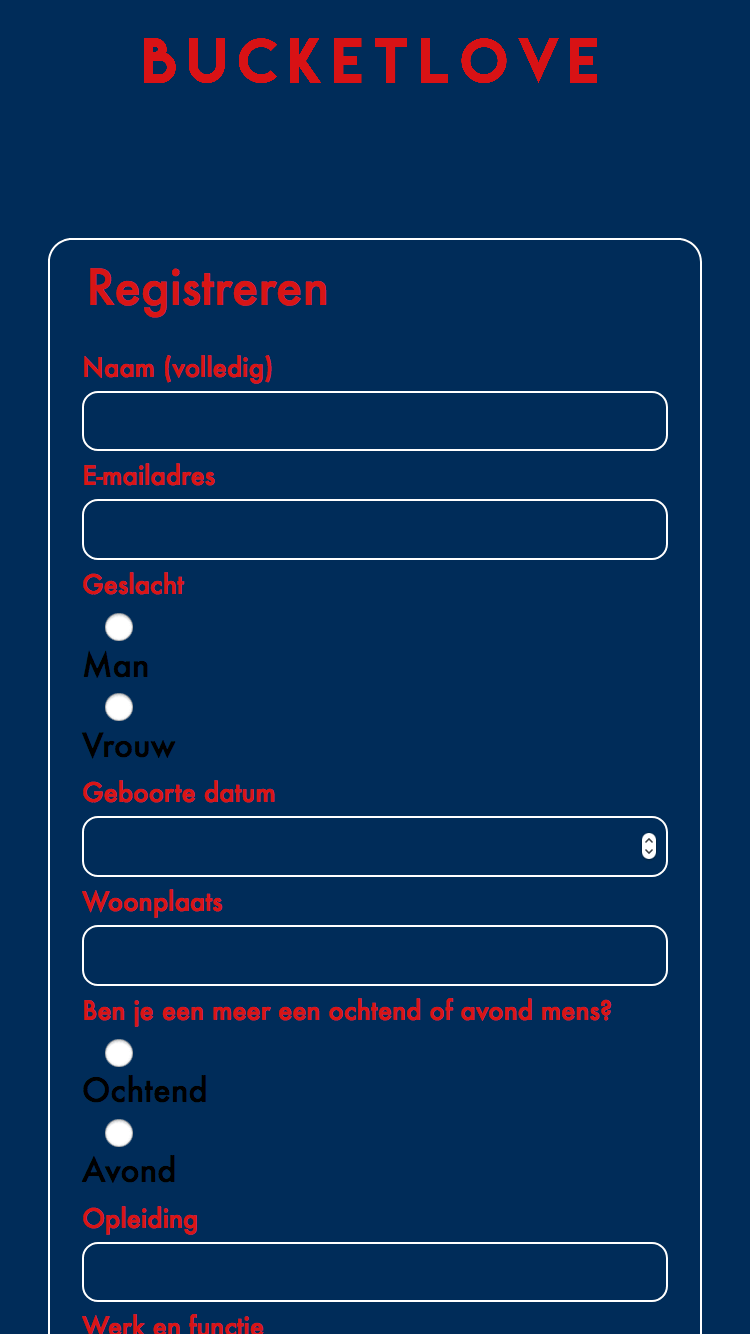 BUCKETLOVE
Registreren
Naam (volledig)
E-mailadres
Geslacht
Man
Vrouw
Geboorte datum
Woonplaats
Ben je een meer een ochtend of avond mens?
Ochtend
Avond
Opleiding
Werk en functie